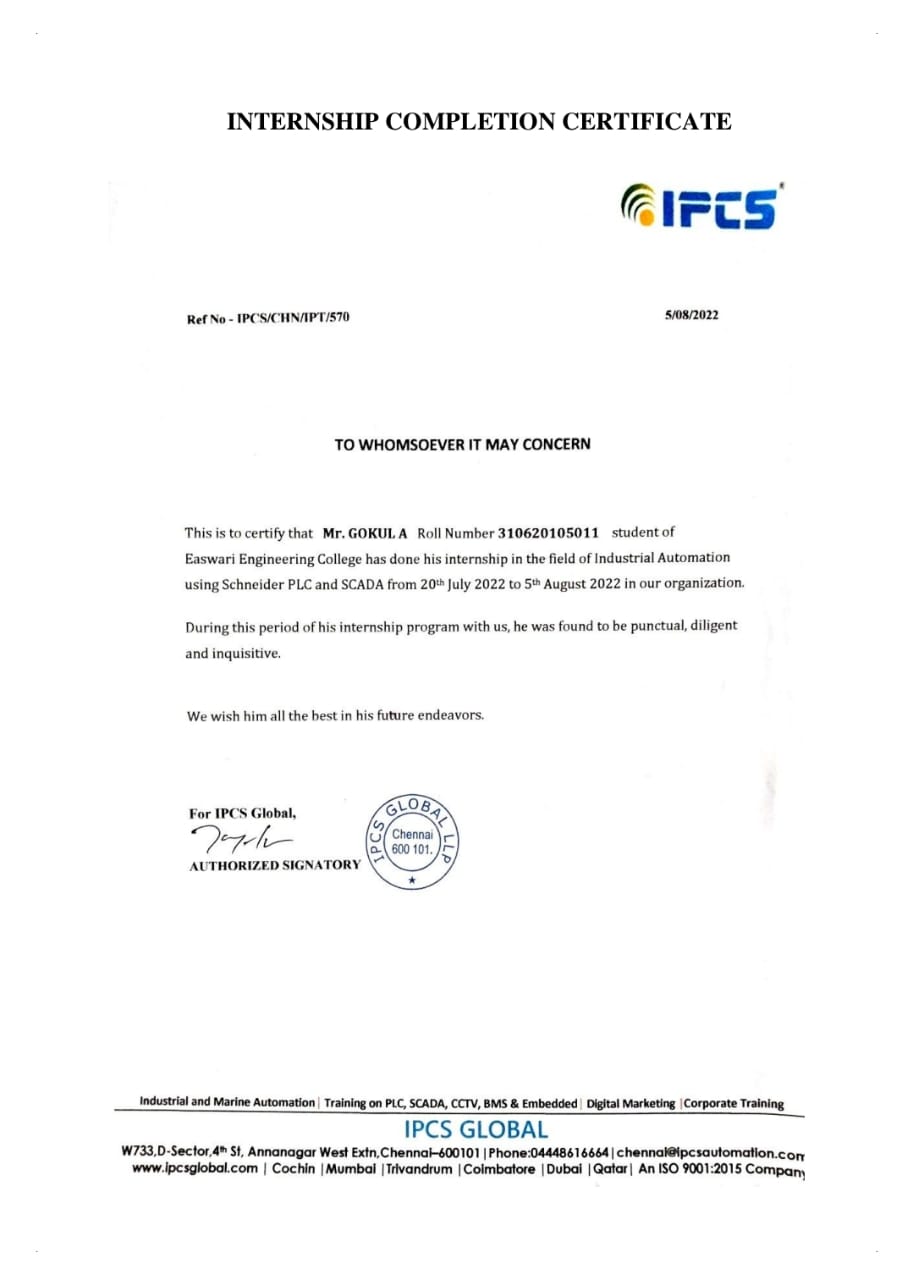 INTERNSHIP COMPLETION CERTIFICATE
IPCS
Ref No - IPCS/CHN/IPT/570 5/08/2022
TO WHOMSOEVER IT MAY CONCERN
This is to certify that Mr. GOKUL A Roll Number 310620105011 student of
Easwari Engineering College has done his internship in the field of Industrial Automation
using Schneider PLC and SCADA from 20th July 2022 to 5th August 2022 in our organization.
During this period of his internship program with us, he was found to be punctual, diligent
and inquisitive.
We wish him all the best in his future endeavors.
For IPCS Global,
AUTHORIZED SIGNATORY
IPCS GLOBAL LLP
Chennai
600 101.
Industrial and Marine Automation | Training on PLC, SCADA, CCTV, BMS & Embedded | Digital Marketing | Corporate Training
IPCS GLOBAL
W733,D-Sector,4th St, Annanagar West Extn,Chennai-600101 | Phone:04448616664 | chennai@ipcsautomation.com
www.ipcsglobal.com | Cochin | Mumbai | Trivandrum | Coimbatore | Dubai | Qatar | An ISO 9001:2015 Company